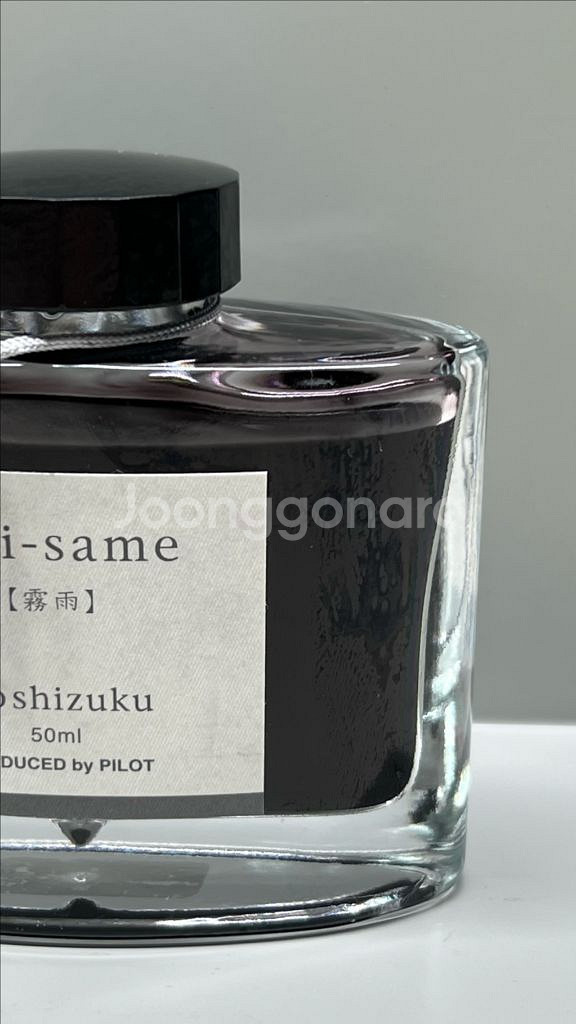 Joonggonara
i-same
【霧雨】
oshizuku
50ml
DUCED by PILOT